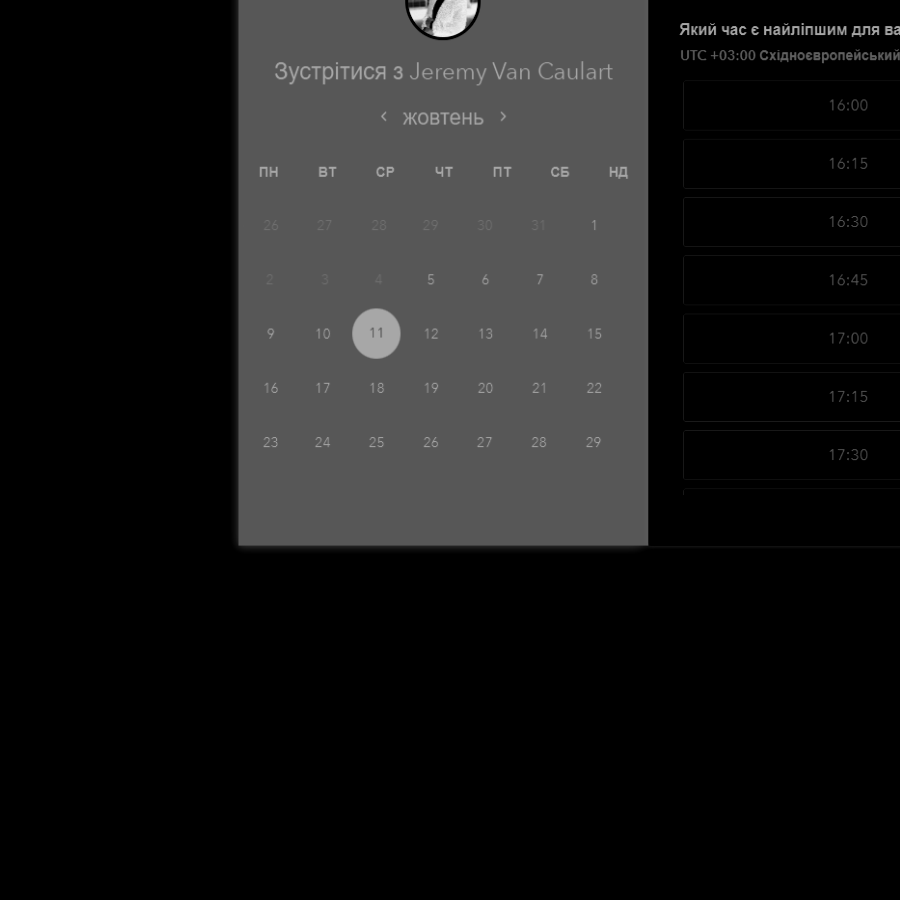 Зустрітися з Jeremy Van Caulart
жовтень
ПН ВТ СР ЧТ ПТ СБ НД
26 27 28 29 30 31 1
2 3 4 5 6 7 8
9 10 11 12 13 14 15
16 17 18 19 20 21 22
23 24 25 26 27 28 29
Який час є найліпшим для ва
UTC +03:00 Східноєвропейський
16:00
16:15
16:30
16:45
17:00
17:15
17:30